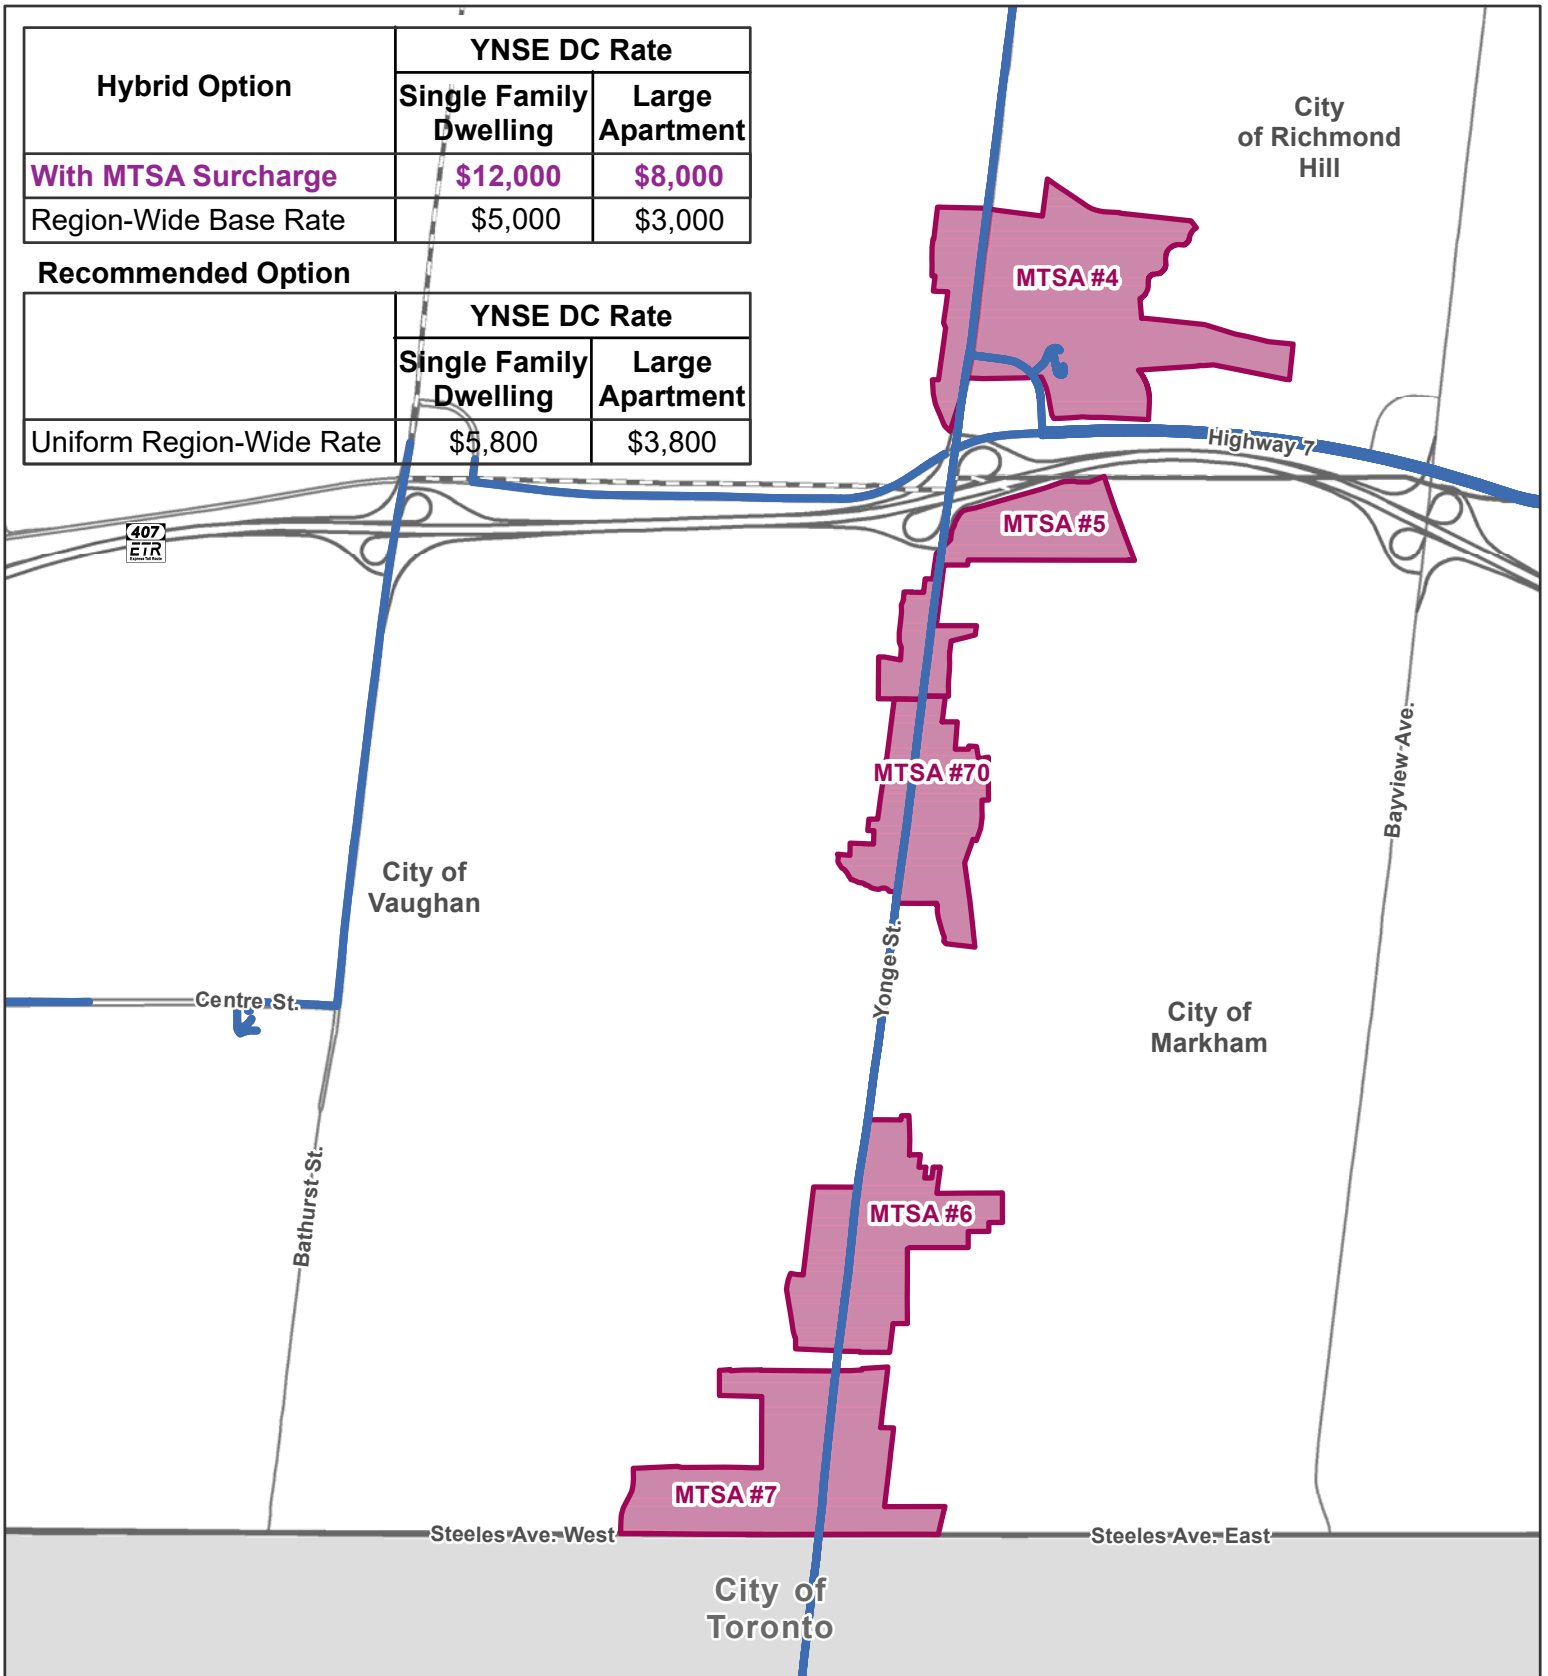 Hybrid Option
YNSE DC Rate
Single Family
Dwelling
Large
Apartment
With MTSA Surcharge $12,000 $8,000
Region-Wide Base Rate $5,000 $3,000
Recommended Option
YNSE DC Rate
Single Family
Dwelling
Large
Apartment
Uniform Region-Wide Rate $5,800 $3,800
City
of Richmond
Hill
MTSA #4
Highway 7
MTSA #5
407
ETR
Express Toll Route
MTSA #70
Bayview Ave.
City of
Vaughan
Yonge St.
Centre St.
City of
Markham
Bathurst St.
MTSA #6
MTSA #7
Steeles Ave. West
Steeles Ave. East
City of
Toronto